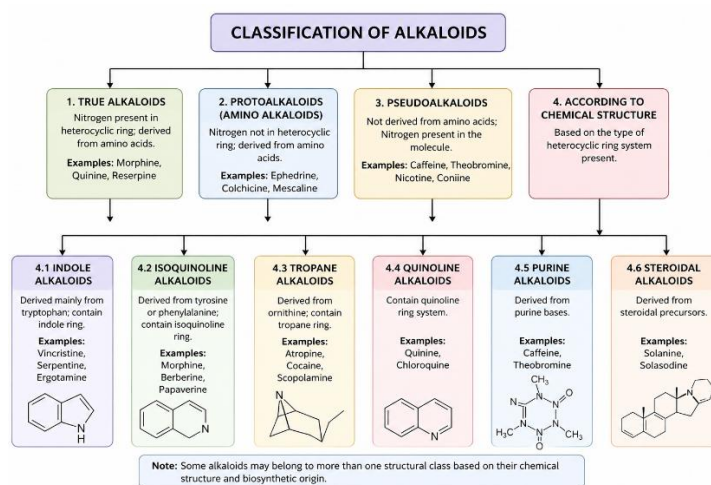 CLASSIFICATION OF ALKALOIDS
1. TRUE ALKALOIDS
Nitrogen present in
heterocyclic ring; derived
from amino acids.
Examples: Morphine,
Quinine, Reserpine
2. PROTOALKALOIDS
(AMINO ALKALOIDS)
Nitrogen not in heterocyclic
ring; derived from amino
acids.
Examples: Ephedrine,
Colchicine, Mescaline
3. PSEUDOALKALOIDS
Not derived from amino acids;
Nitrogen present in the
molecule.
Examples: Caffeine, Theobromine,
Nicotine, Coniine
4. ACCORDING TO
CHEMICAL STRUCTURE
Based on the type of
heterocyclic ring system
present.
4.1 INDOLE
ALKALOIDS
Derived mainly from
tryptophan; contain
indole ring.
Examples:
Vincristine,
Serpentine,
Ergotamine
N
H
4.2 ISOQUINOLINE
ALKALOIDS
Derived from tyrosine
or phenylalanine;
contain isoquinoline
ring.
Examples:
Morphine,
Berberine,
Papaverine
N
4.3 TROPANE
ALKALOIDS
Derived from
ornithine; contain
tropane ring.
Examples:
Atropine,
Cocaine,
Scopolamine
N
4.4 QUINOLINE
ALKALOIDS
Contain quinoline
ring system.
Examples:
Quinine,
Chloroquine
N
4.5 PURINE
ALKALOIDS
Derived from
purine bases.
Examples:
Caffeine,
Theobromine
CH₃
N N O
N N
CH₃ N CH₃
O
4.6 STEROIDAL
ALKALOIDS
Derived from
steroidal precursors.
Examples:
Solanine,
Solasodine
N
Note: Some alkaloids may belong to more than one structural class based on their chemical
structure and biosynthetic origin.